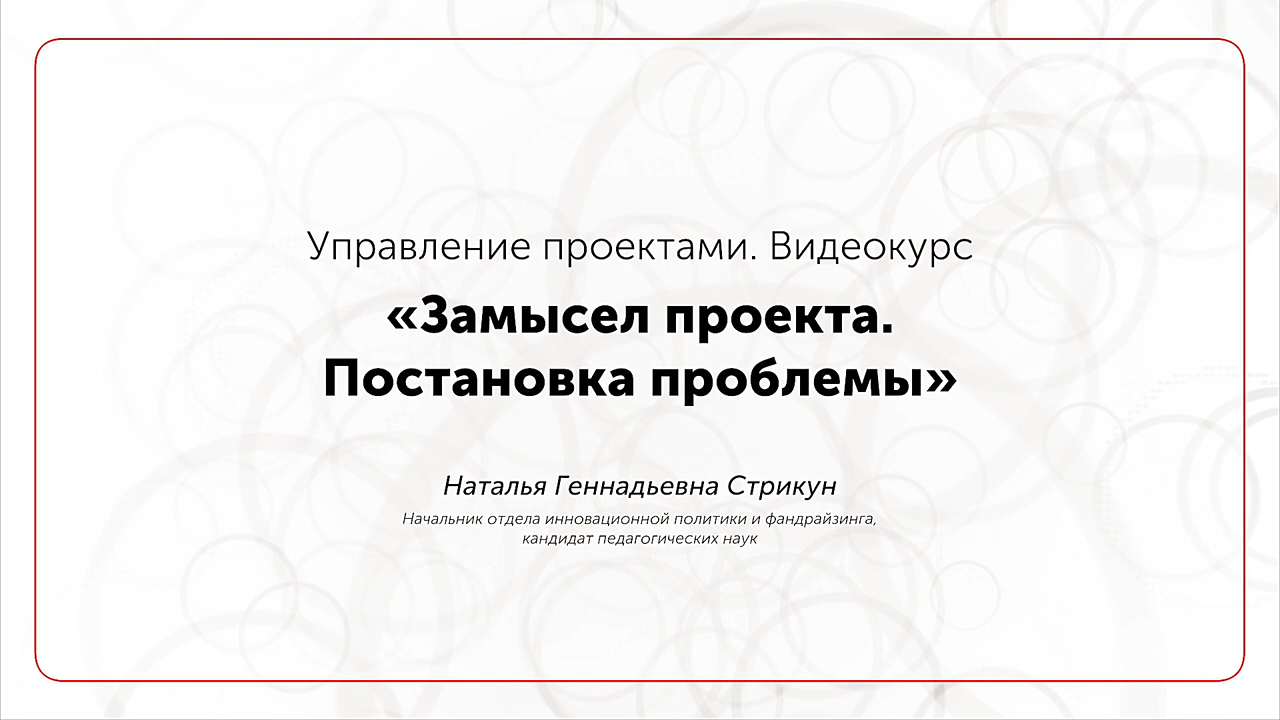 Управление проектами. Видеокурс
«Замысел проекта.
Постановка проблемы»
Наталья Геннадьевна Стрикун
Начальник отдела инновационной политики и фандрайзинга,
кандидат педагогических наук